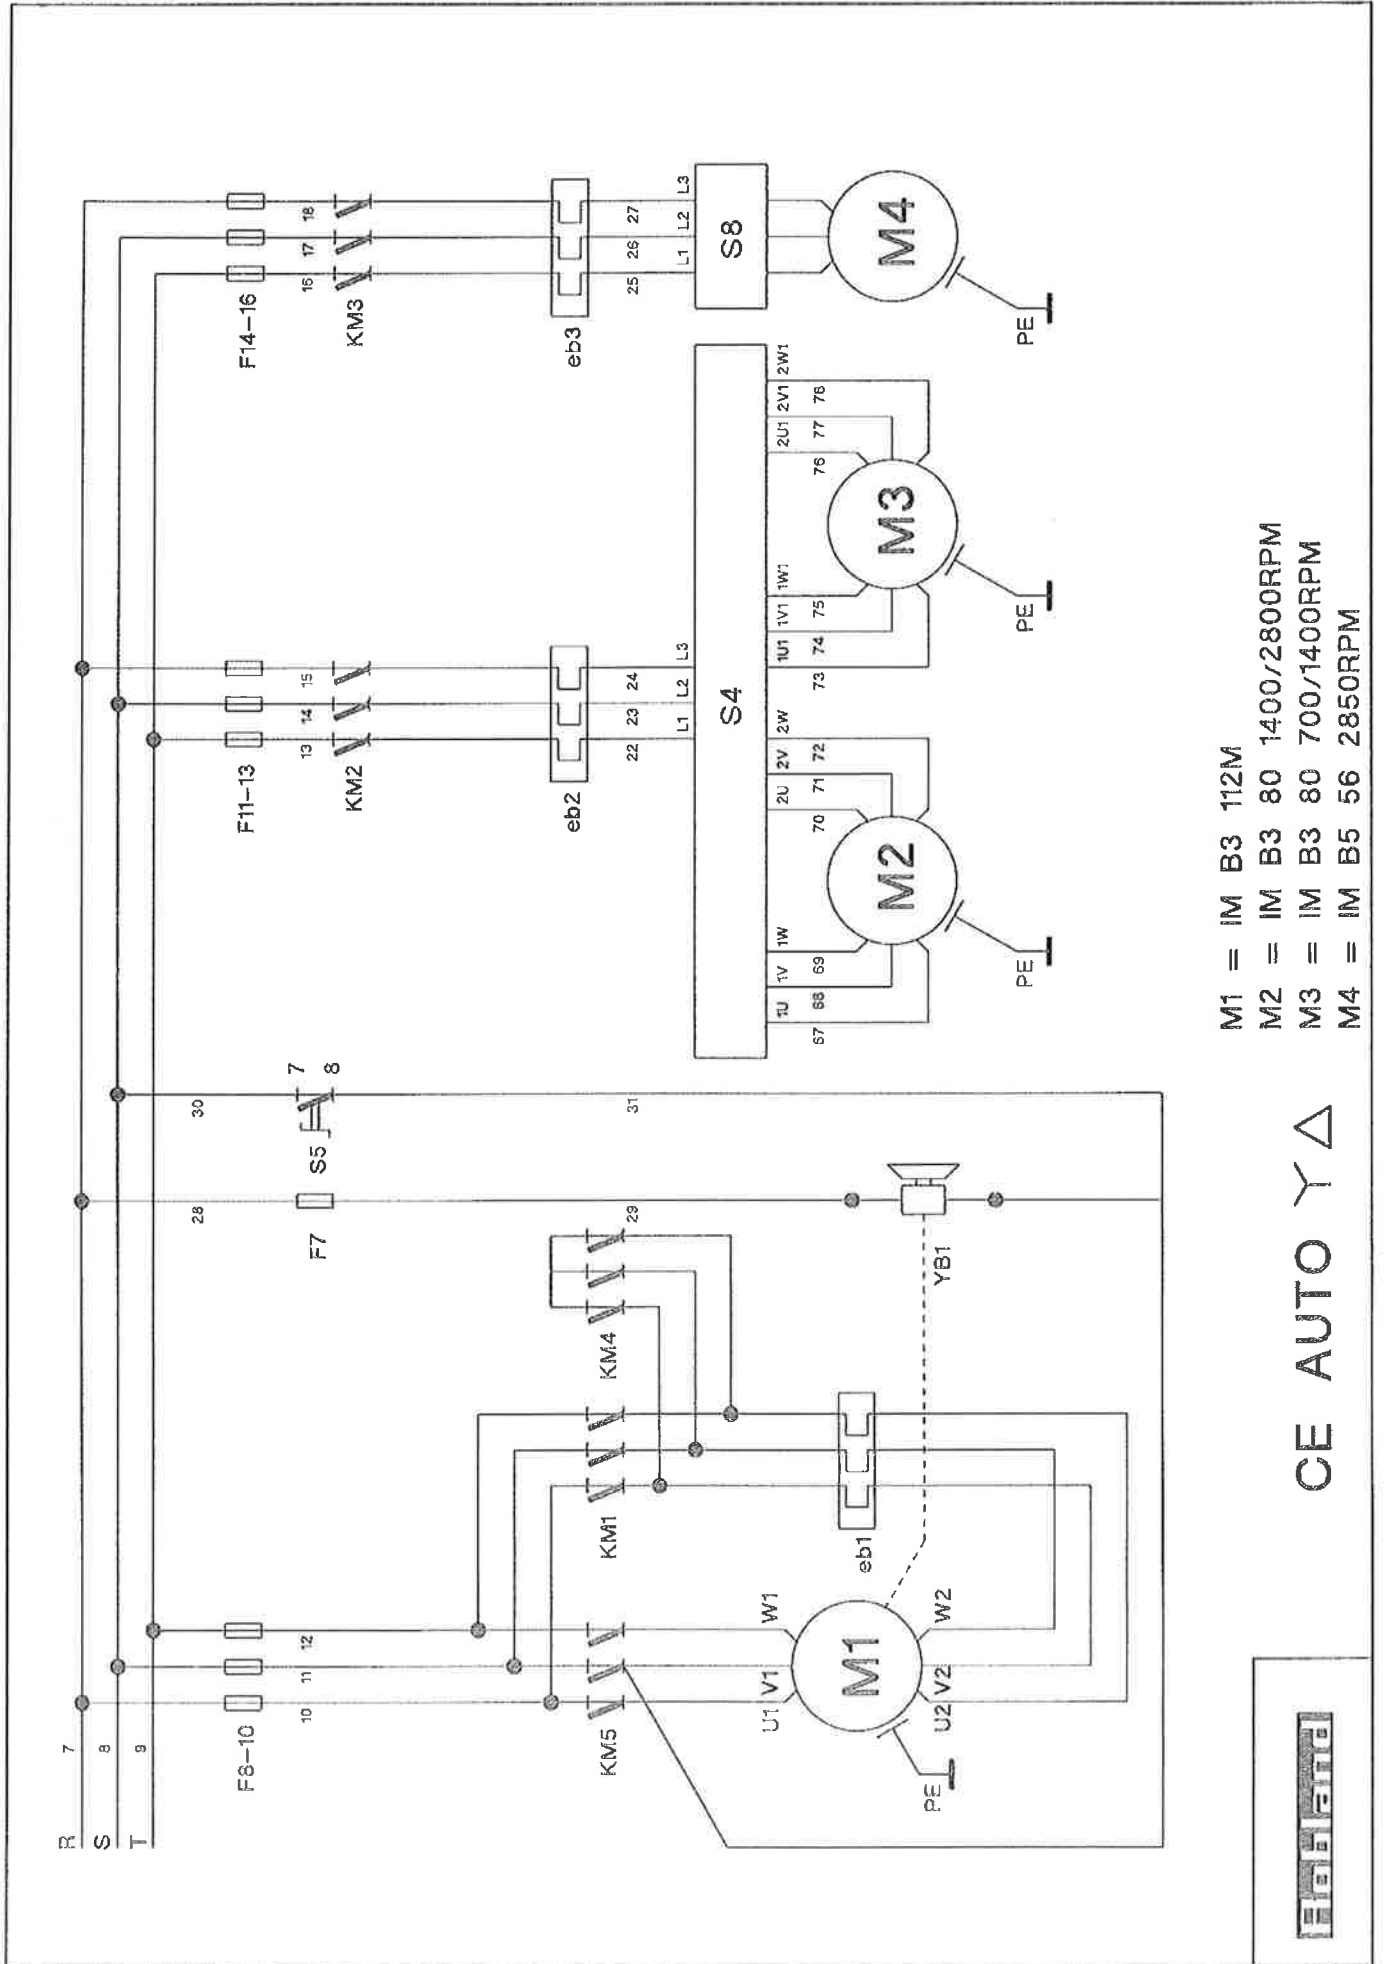 R 7
S 8
T 9
F8-10
F7
S5
F11-13
F14-16
10
11
12
28
30
7
8
13
14
15
16
17
18
KM5
KM1
KM4
KM2
KM3
29
31
eb1
eb2
eb3
22
23
24
25
26
27
L1
L2
L3
L1
L2
L3
S4
S8
U1
V1
W1
1U
1V
1W
2U
2V
2W
1U1
1V1
1W1
2U1
2V1
2W1
67
68
69
70
71
72
73
74
75
76
77
76
M1
M2
M3
M4
U2
V2
W2
YB1
PE
PE
PE
PE
M1 = IM B3 112M
M2 = IM B3 80 1400/2800RPM
M3 = IM B3 80 700/1400RPM
M4 = IM B5 56 2850RPM
CE AUTO Y △